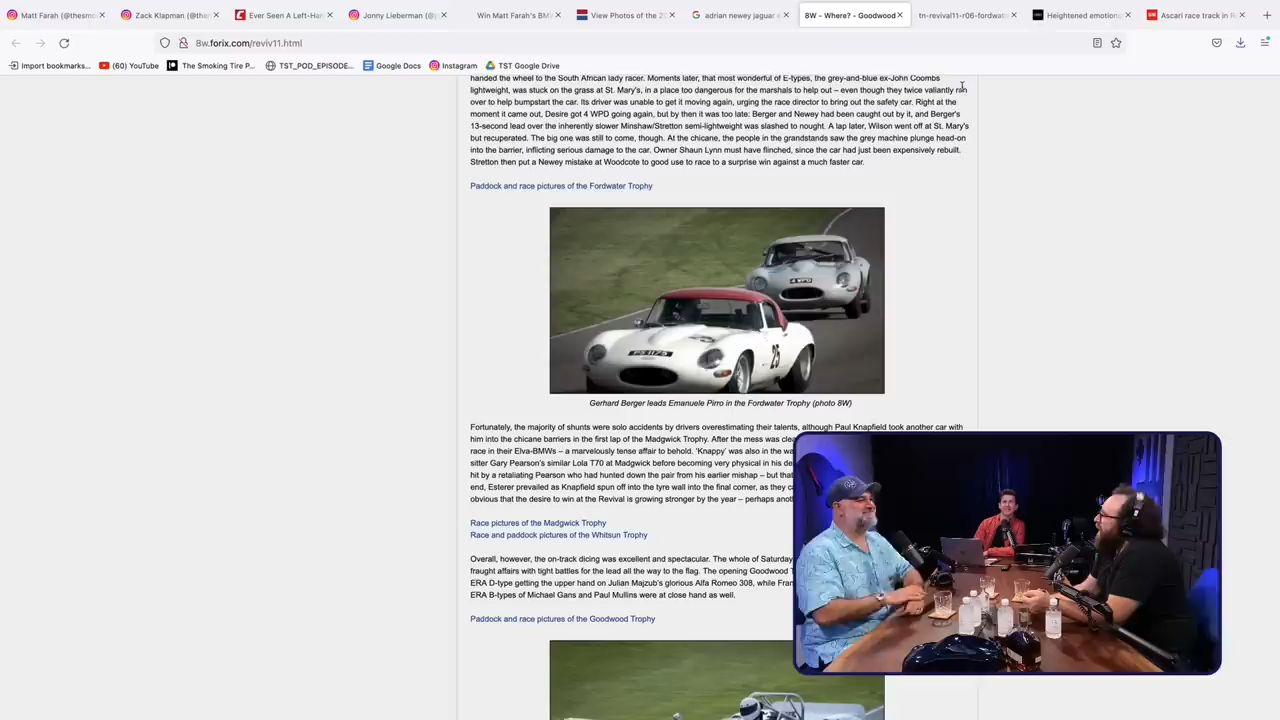 Matt Farah (@thesmo
Zack Klapman (@the
Ever Seen A Left-Han
Jonny Lieberman (@j
Win Matt Farah's BM
View Photos of the 20
adrian newey jaguar e
8W - Where? - Goodwood
tn-revival11-r06-fordwat
Heightened emotion
Ascari race track in R
8w.forix.com/reviv11.html
Import bookmarks...
(60) YouTube
The Smoking Tire P...
TST_POD_EPISODE...
Google Docs
Instagram
TST Google Drive
handed the wheel to the South African lady racer. Moments later, that most wonderful of E-types, the grey-and-blue ex-John Coombs
lightweight, was stuck on the grass at St. Mary's, in a place too dangerous for the marshals to help out – even though they twice valiantly ran
over to help bumpstart the car. Its driver was unable to get it moving again, urging the race director to bring out the safety car. Right at the
moment it came out, Desire got 4 WPD going again, but by then it was too late: Berger and Newey had been caught out by it, and Berger's
13-second lead over the inherently slower Minshaw/Stretton semi-lightweight was slashed to nought. A lap later, Wilson went off at St. Mary's
but recuperated. The big one was still to come, though. At the chicane, the people in the grandstands saw the grey machine plunge head-on
into the barrier, inflicting serious damage to the car. Owner Shaun Lynn must have flinched, since the car had just been expensively rebuilt.
Stretton then put a Newey mistake at Woodcote to good use to race to a surprise win against a much faster car.
Paddock and race pictures of the Fordwater Trophy
4 WPD
25
Gerhard Berger leads Emanuele Pirro in the Fordwater Trophy (photo 8W)
Fortunately, the majority of shunts were solo accidents by drivers overestimating their talents, although Paul Knapfield took another car with
him into the chicane barriers in the first lap of the Madgwick Trophy. After the mess was clea
race in their Elva-BMWs – a marvelously tense affair to behold. 'Knappy' was also in the wa
sitter Gary Pearson's similar Lola T70 at Madgwick before becoming very physical in his de
hit by a retaliating Pearson who had hunted down the pair from his earlier mishap – but that
end, Esterer prevailed as Knapfield spun off into the tyre wall into the final corner, as they ca
obvious that the desire to win at the Revival is growing stronger by the year – perhaps anoth
Race pictures of the Madgwick Trophy
Race and paddock pictures of the Whitsun Trophy
Overall, however, the on-track dicing was excellent and spectacular. The whole of Saturday
fraught affairs with tight battles for the lead all the way to the flag. The opening Goodwood T
ERA D-type getting the upper hand on Julian Majzub's glorious Alfa Romeo 308, while Fran
ERA B-types of Michael Gans and Paul Mullins were at close hand as well.
Paddock and race pictures of the Goodwood Trophy